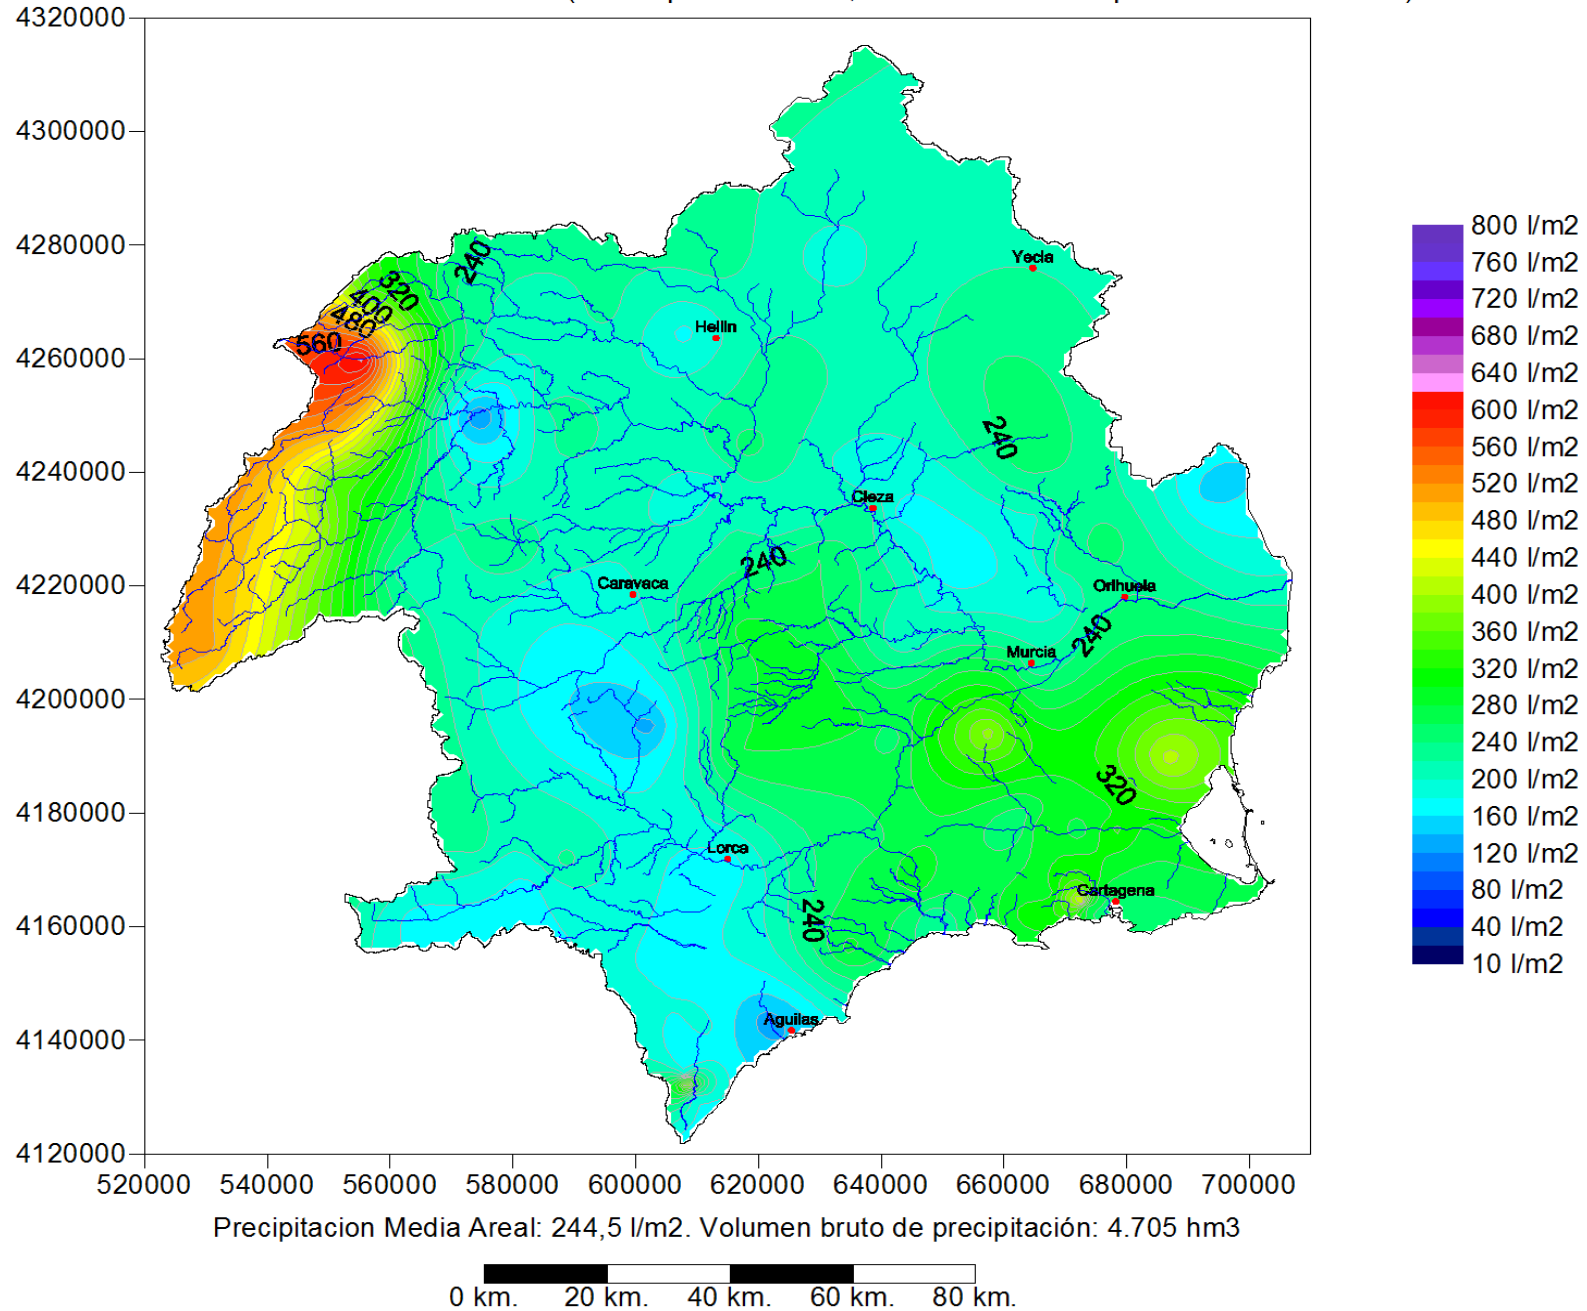 4320000
4300000
4280000
4260000
4240000
4220000
4200000
4180000
4160000
4140000
4120000
520000 540000 560000 580000 600000 620000 640000 660000 680000 700000
240
320
400
480
560
Yecla
Hellin
240
Cieza
240
Caravaca
Orihuela
240
Murcia
320
Lorca
Cartagena
240
Aguilas
800 l/m2
760 l/m2
720 l/m2
680 l/m2
640 l/m2
600 l/m2
560 l/m2
520 l/m2
480 l/m2
440 l/m2
400 l/m2
360 l/m2
320 l/m2
280 l/m2
240 l/m2
200 l/m2
160 l/m2
120 l/m2
80 l/m2
40 l/m2
10 l/m2
Precipitacion Media Areal: 244,5 l/m2. Volumen bruto de precipitación: 4.705 hm3
0 km. 20 km. 40 km. 60 km. 80 km.